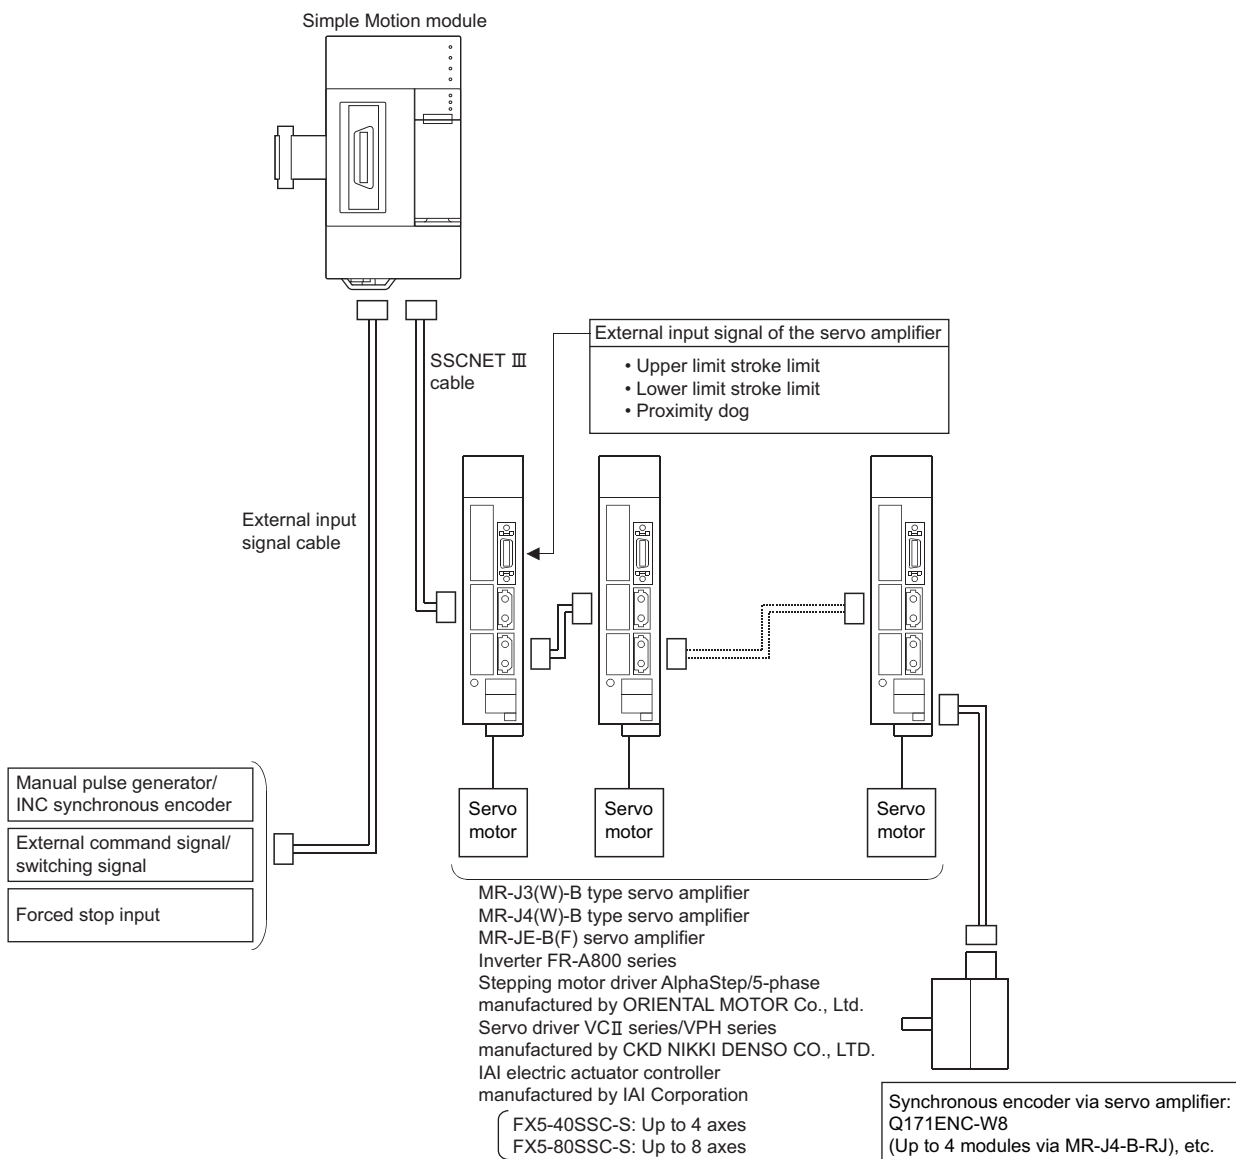 Simple Motion module
SSCNET Ⅲ
cable
External input signal of the servo amplifier
• Upper limit stroke limit
• Lower limit stroke limit
• Proximity dog
External input
signal cable
Manual pulse generator/
INC synchronous encoder
External command signal/
switching signal
Forced stop input
Servo
motor
Servo
motor
Servo
motor
MR-J3(W)-B type servo amplifier
MR-J4(W)-B type servo amplifier
MR-JE-B(F) servo amplifier
Inverter FR-A800 series
Stepping motor driver AlphaStep/5-phase
manufactured by ORIENTAL MOTOR Co., Ltd.
Servo driver VCⅡ series/VPH series
manufactured by CKD NIKKI DENSO CO., LTD.
IAI electric actuator controller
manufactured by IAI Corporation
FX5-40SSC-S: Up to 4 axes
FX5-80SSC-S: Up to 8 axes
Synchronous encoder via servo amplifier:
Q171ENC-W8
(Up to 4 modules via MR-J4-B-RJ), etc.